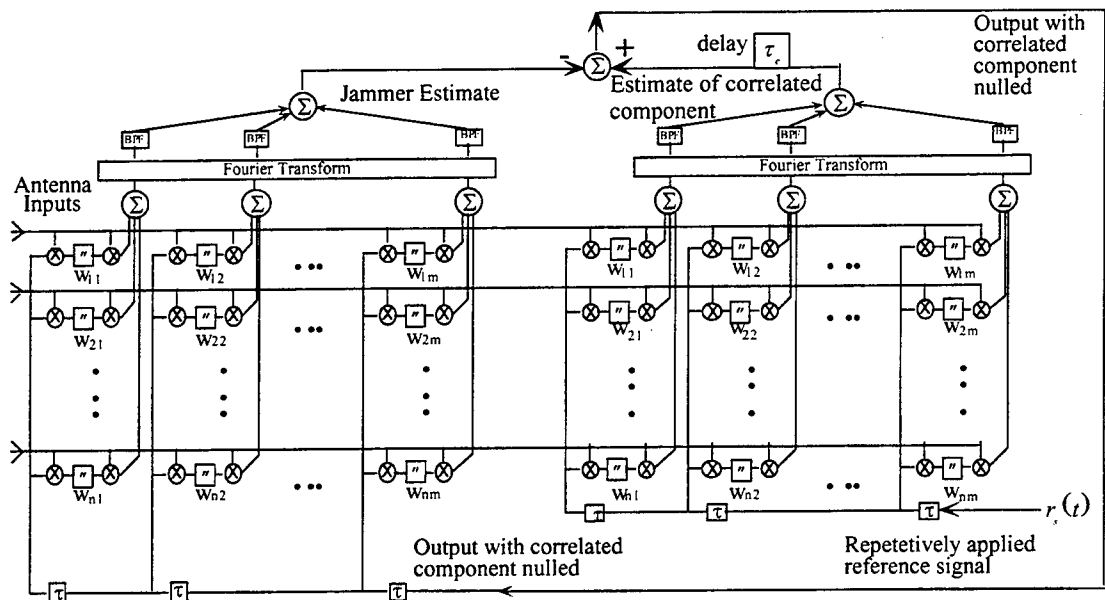 Output with
correlated
component
nulled
delay τc
- Σ +
Jammer Estimate
Estimate of correlated
component
Σ
Σ
BPF BPF BPF
BPF BPF BPF
Fourier Transform
Fourier Transform
Antenna
Inputs
Σ Σ Σ Σ Σ Σ
W11 W12 W1m W11 W12 W1m
W21 W22 W2m W21 W22 W2m
Wn1 Wn2 Wnm Wn1 Wn2 Wnm
τ τ τ rs(t)
Output with correlated
component nulled
Repetetively applied
reference signal
τ τ τ